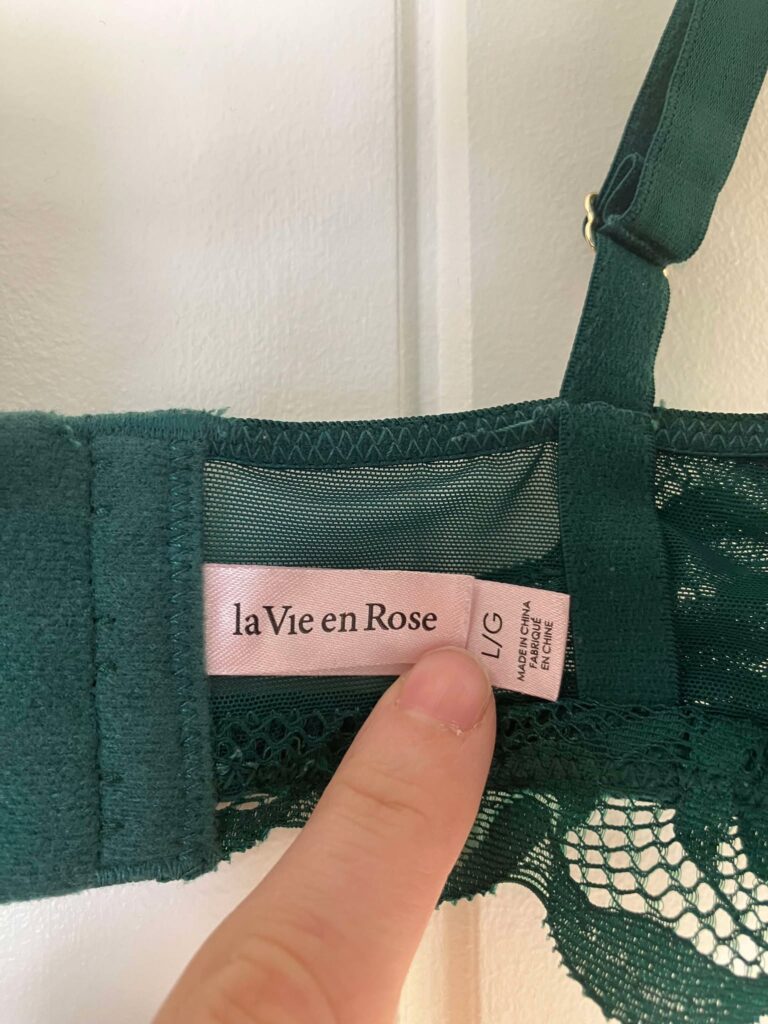 la Vie en Rose
L/G
MADE IN CHINA
FABRIQUÉ
EN CHINE